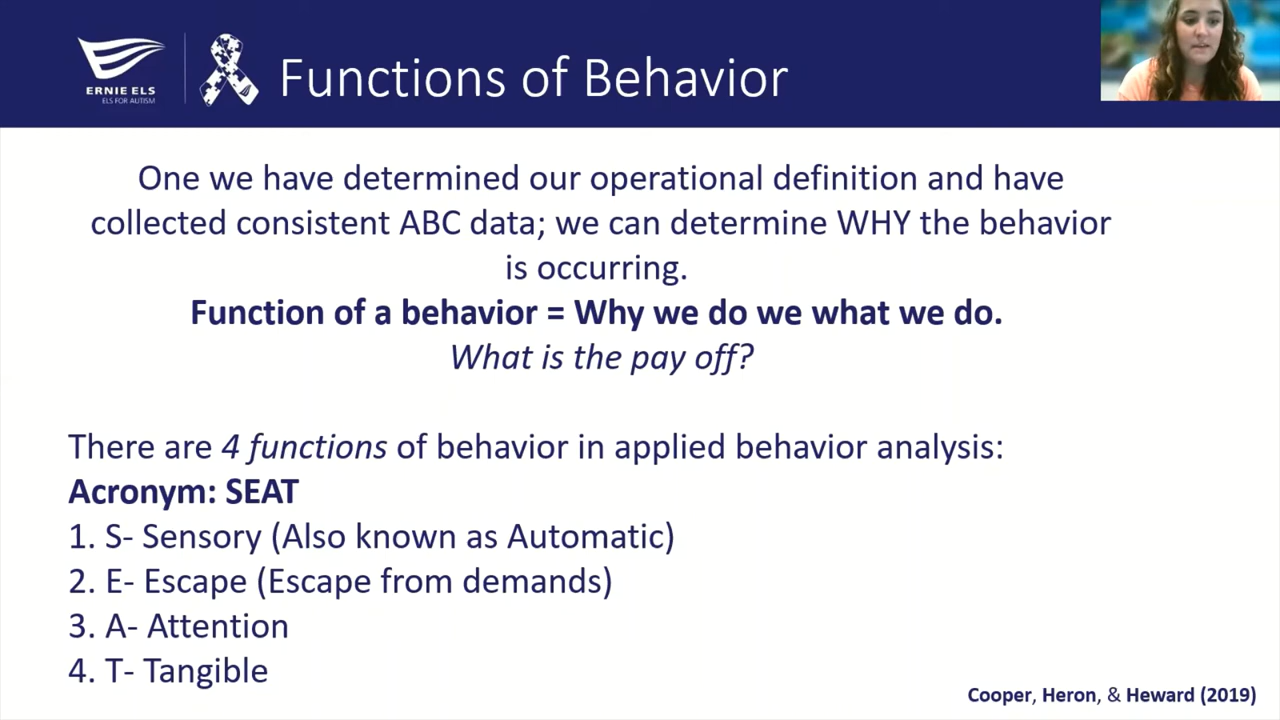 ERNIE ELS
ELS FOR AUTISM
Functions of Behavior
One we have determined our operational definition and have
collected consistent ABC data; we can determine WHY the behavior
is occurring.
Function of a behavior = Why we do we what we do.
What is the pay off?
There are 4 functions of behavior in applied behavior analysis:
Acronym: SEAT
1. S- Sensory (Also known as Automatic)
2. E- Escape (Escape from demands)
3. A- Attention
4. T- Tangible
Cooper, Heron, & Heward (2019)